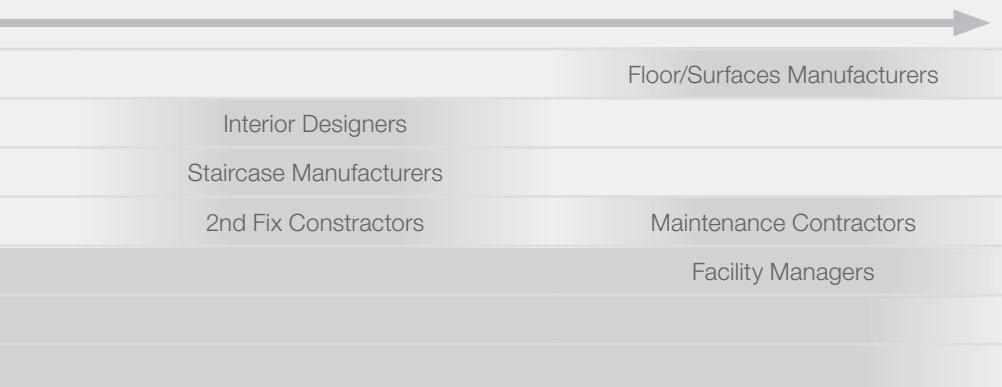 Floor/Surfaces Manufacturers
Interior Designers
Staircase Manufacturers
2nd Fix Constractors
Maintenance Contractors
Facility Managers